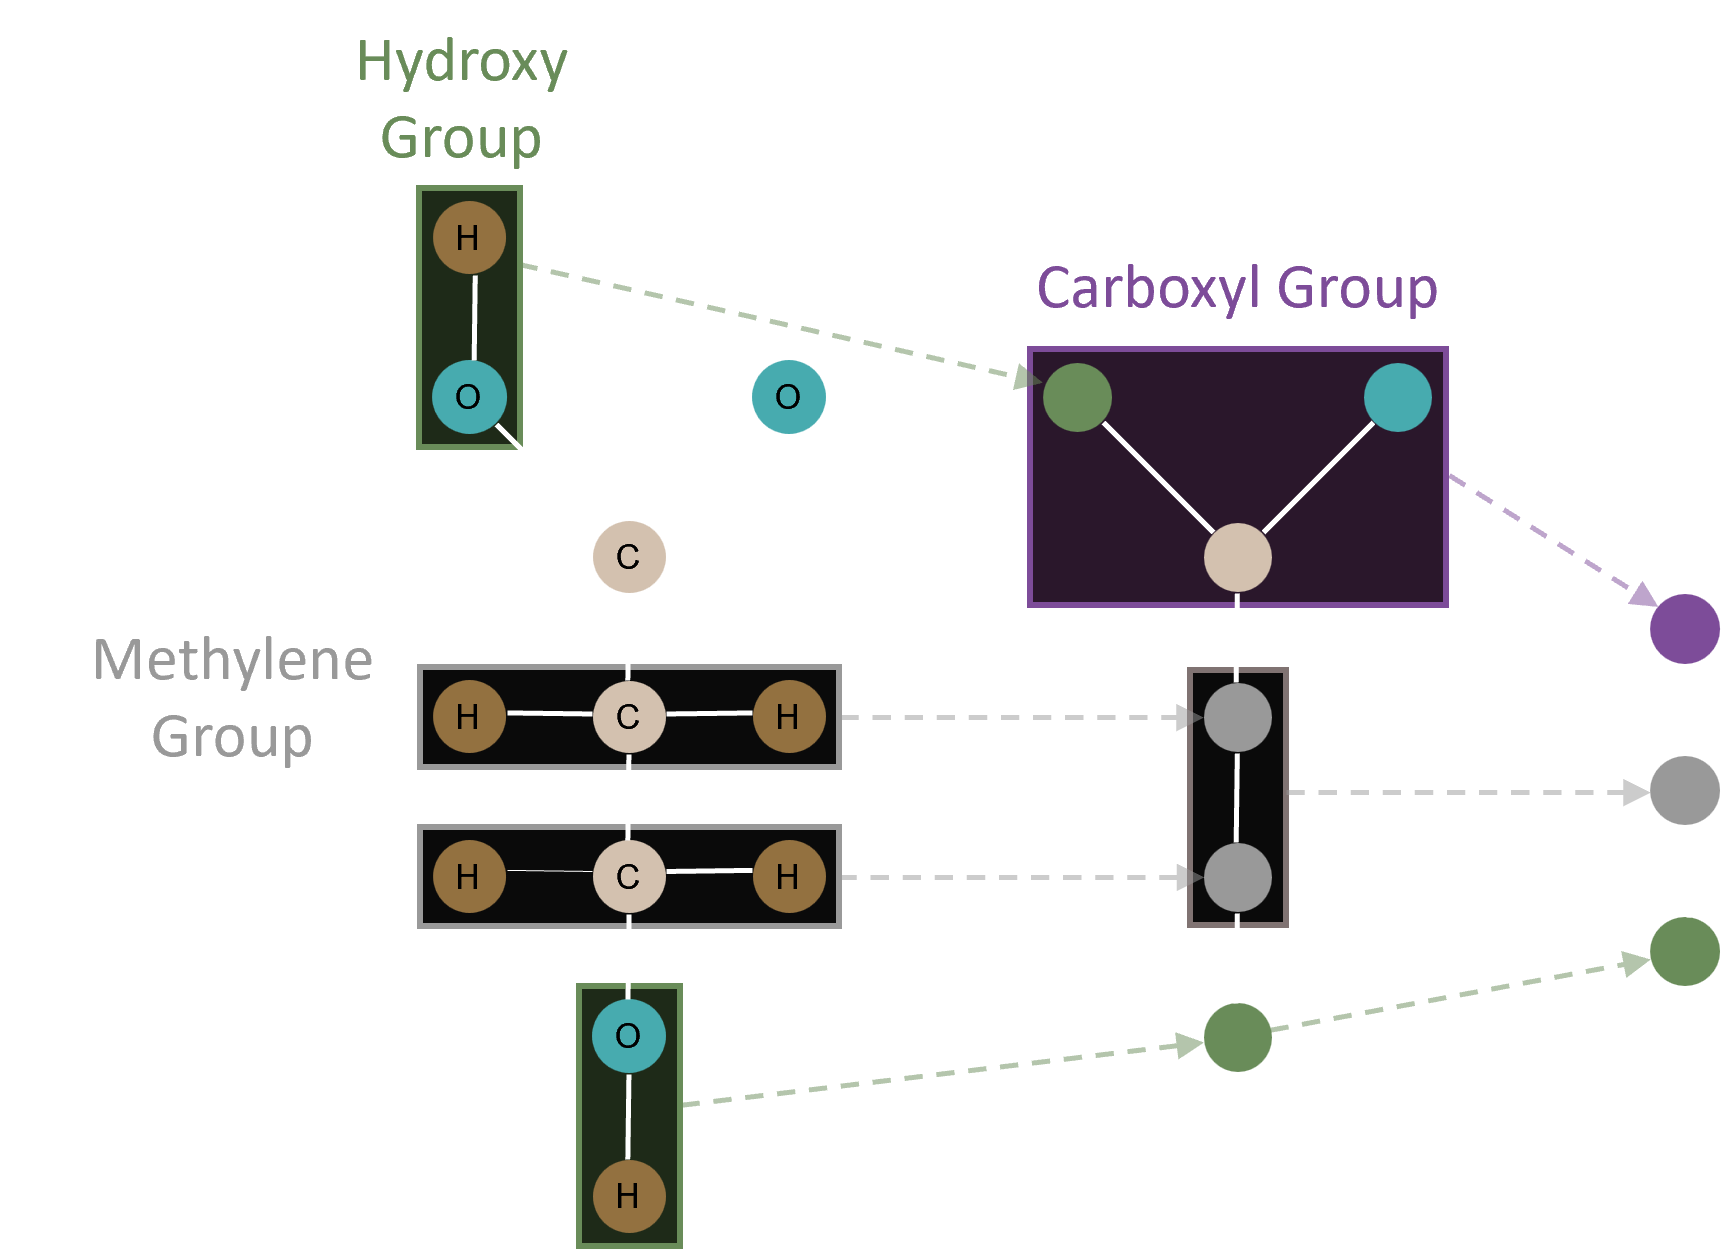 Hydroxy
Group
H
Carboxyl Group
O
O
C
Methylene
Group
H C H
H C H
O
H